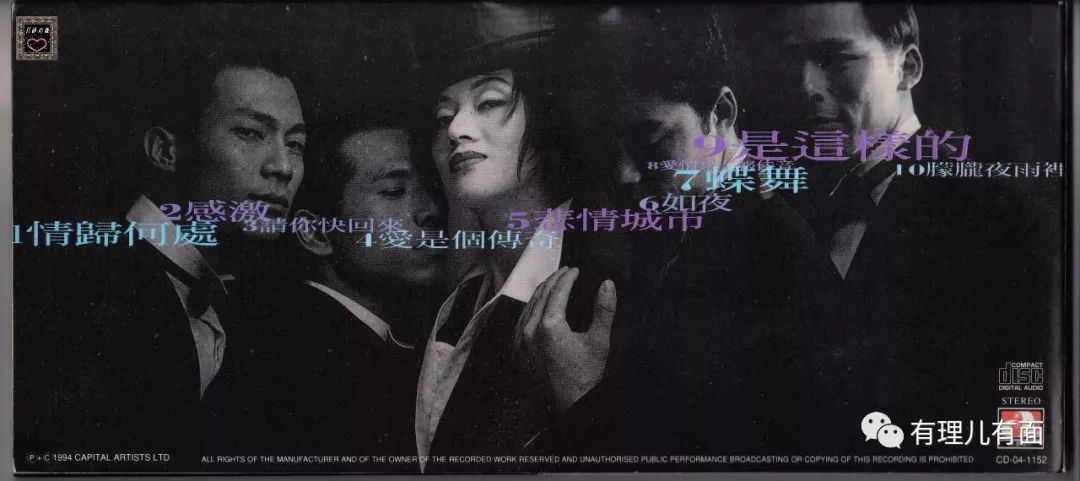 1情歸何處
2感激
3請你快回來
4愛是個傳奇
5悲情城市
6如夜
7蝶舞
8愛情
9是這樣的
10朦朧夜雨裡
COMPACT
disc
DIGITAL AUDIO
STEREO
有理儿有面
Ⓟ + © 1994 CAPITAL ARTISTS LTD
ALL RIGHTS OF THE MANUFACTURER AND OF THE OWNER OF THE RECORDED WORK RESERVED AND UNAUTHORISED PUBLIC PERFORMANCE BROADCASTING OR COPYING OF THIS RECORDING IS PROHIBITED
CD-04-1152